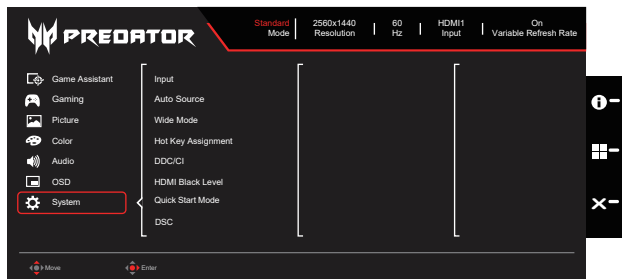 PREDATOR
Standard 2560x1440 60 HDMI1 On
Mode Resolution Hz Input Variable Refresh Rate
Game Assistant
Gaming
Picture
Color
Audio
OSD
System
Input
Auto Source
Wide Mode
Hot Key Assignment
DDC/CI
HDMI Black Level
Quick Start Mode
DSC
Move Enter